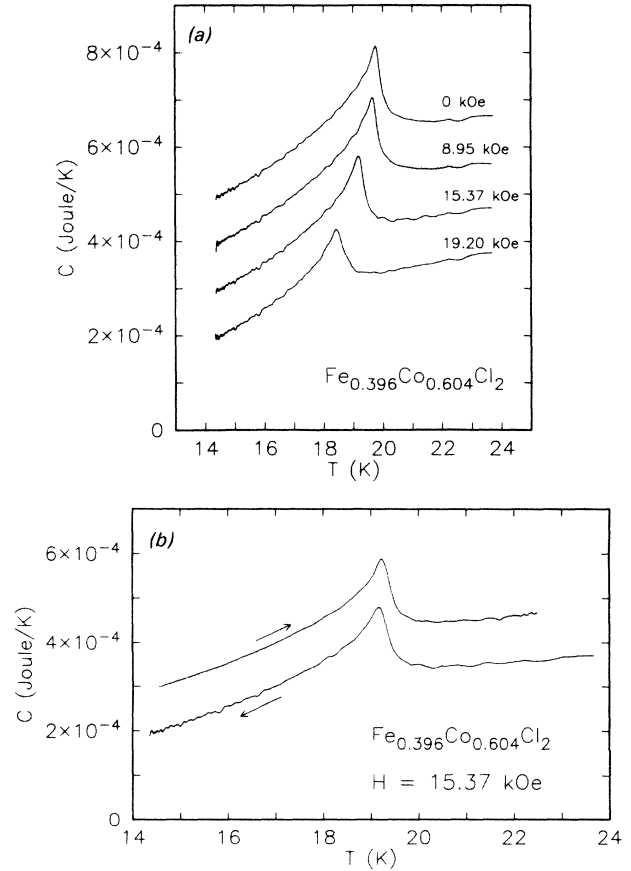 (a)
8×10⁻⁴
6×10⁻⁴
4×10⁻⁴
2×10⁻⁴
0
C (Joule/K)
0 kOe
8.95 kOe
15.37 kOe
19.20 kOe
Fe₀.₃₉₆Co₀.₆₀₄Cl₂
14 16 18 20 22 24
T (K)
(b)
6×10⁻⁴
4×10⁻⁴
2×10⁻⁴
0
C (Joule/K)
Fe₀.₃₉₆Co₀.₆₀₄Cl₂
H = 15.37 kOe
14 16 18 20 22 24
T (K)